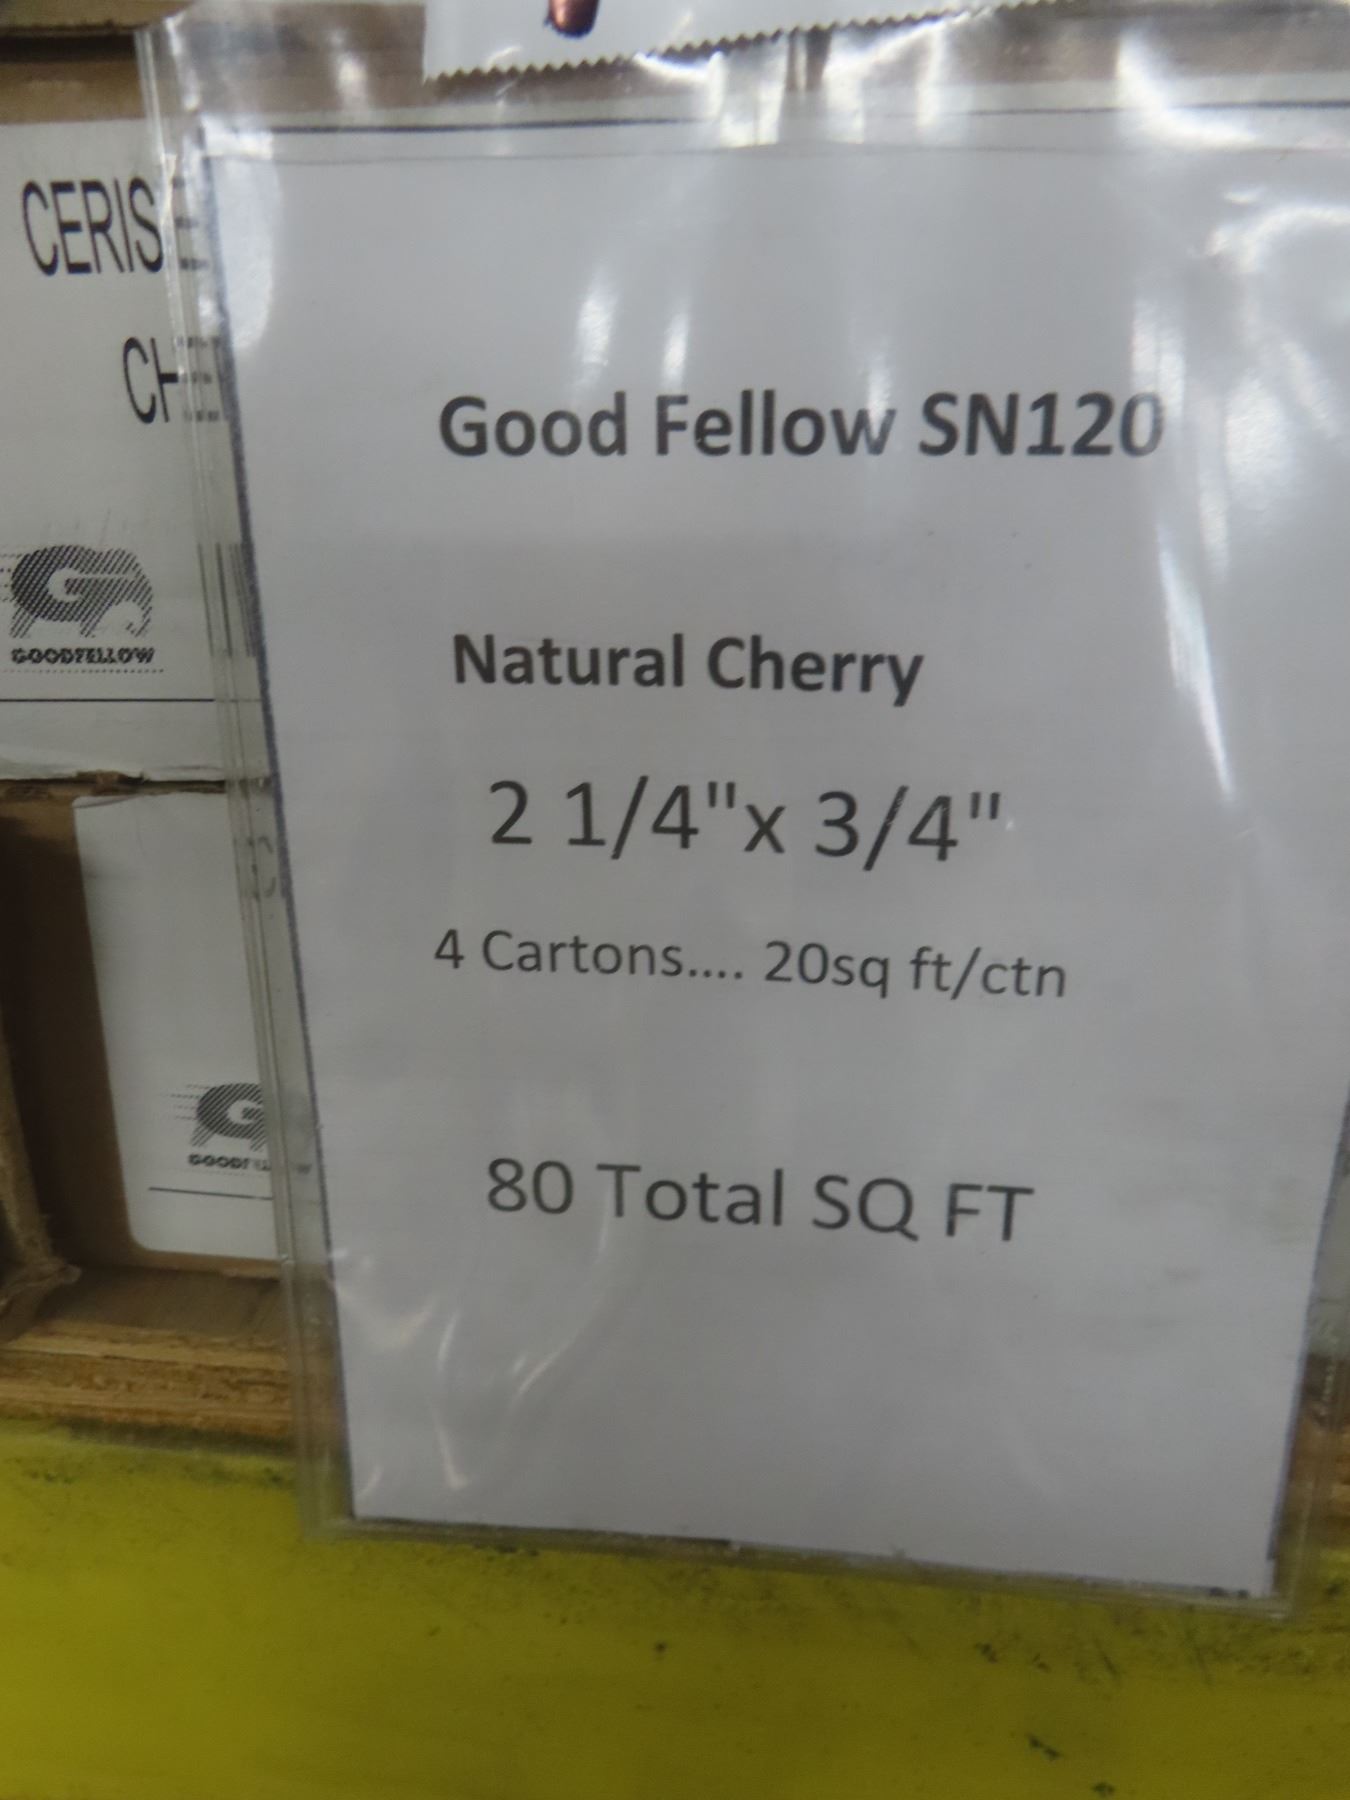 CERIS
CH
GOODFELLOW
Good Fellow SN120
Natural Cherry
2 1/4"x 3/4"
4 Cartons.... 20sq ft/ctn
80 Total SQ FT
G
GOODFELLOW